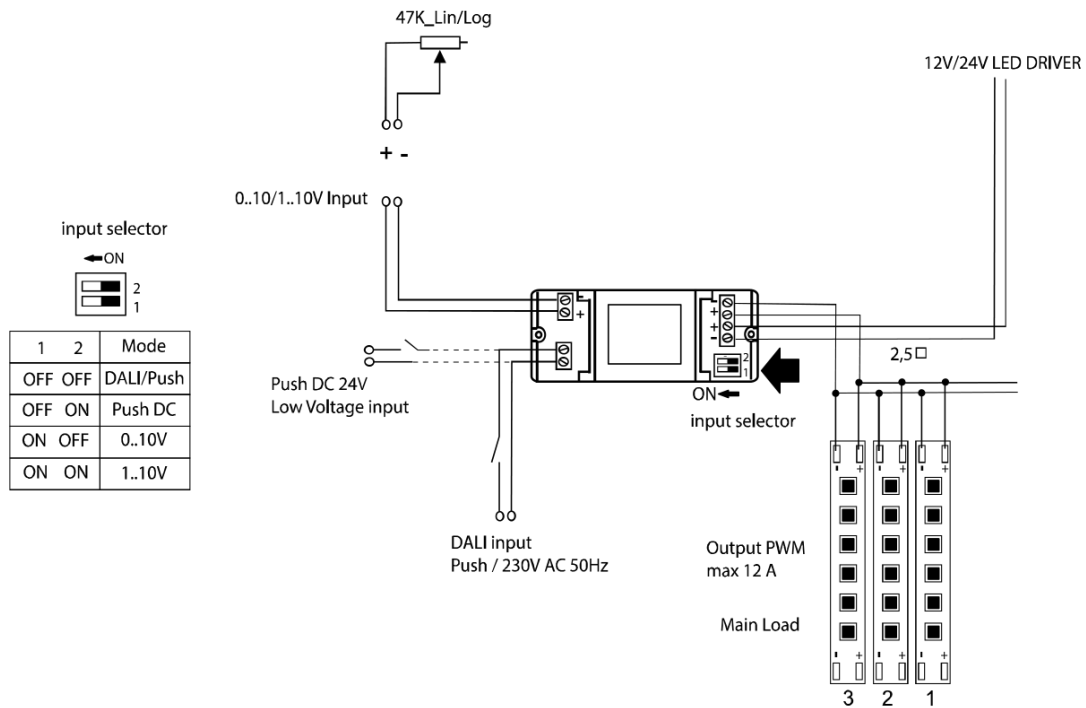 47K_Lin/Log
12V/24V LED DRIVER
+ -
0..10/1..10V Input
input selector
ON
2
1
1 2 Mode
OFF OFF DALI/Push
OFF ON Push DC
ON OFF 0..10V
ON ON 1..10V
-
+
-
+
+
-
2
1
ON
input selector
2,5
Push DC 24V
Low Voltage input
DALI input
Push / 230V AC 50Hz
- + - + - +
Output PWM
max 12 A
Main Load
- + - + - +
3 2 1